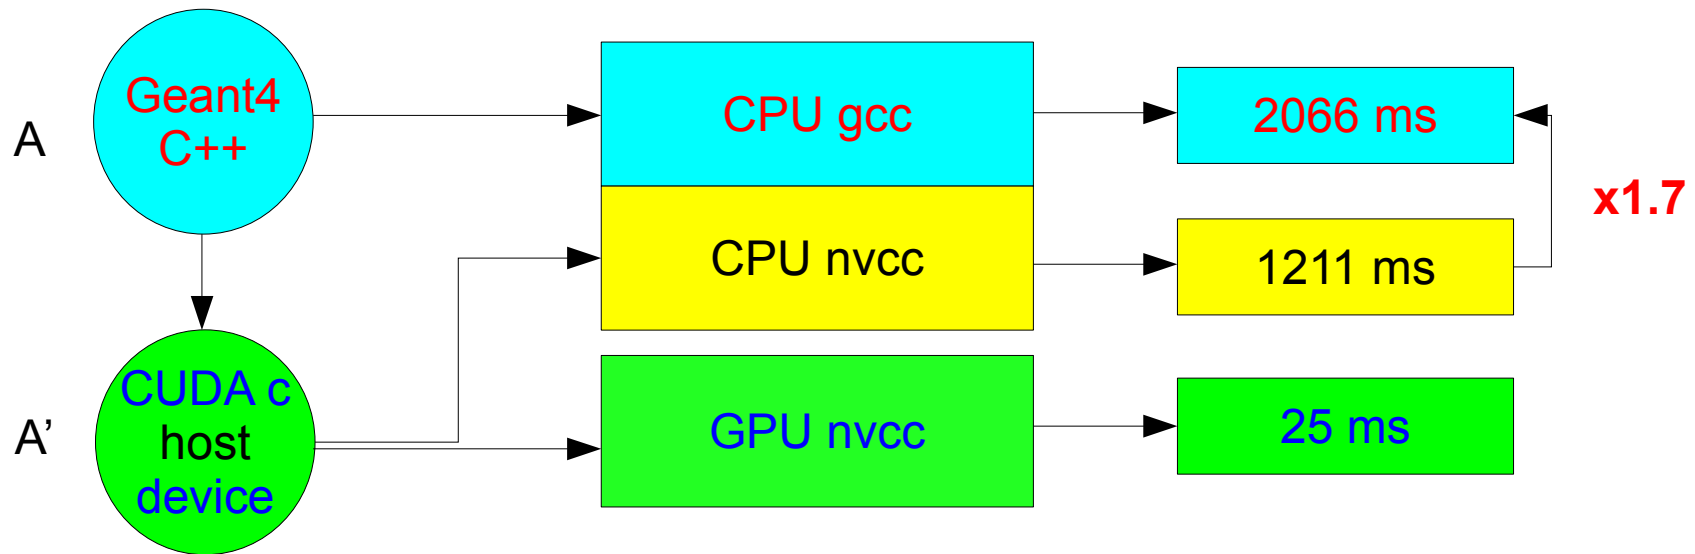 A
Geant4
C++
CPU gcc
2066 ms
x1.7
CPU nvcc
1211 ms
A’
CUDA c
host
device
GPU nvcc
25 ms